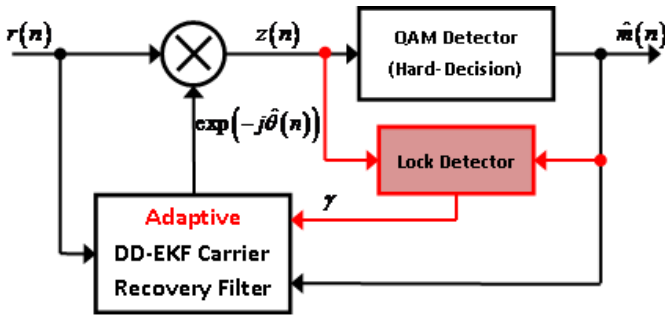 r(n)
z(n)
QAM Detector
(Hard-Decision)
m̂(n)
exp(−jθ̂(n))
Lock Detector
γ
Adaptive
DD-EKF Carrier
Recovery Filter